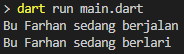 > dart run main.dart
Bu Farhan sedang berjalan
Bu Farhan sedang berlari